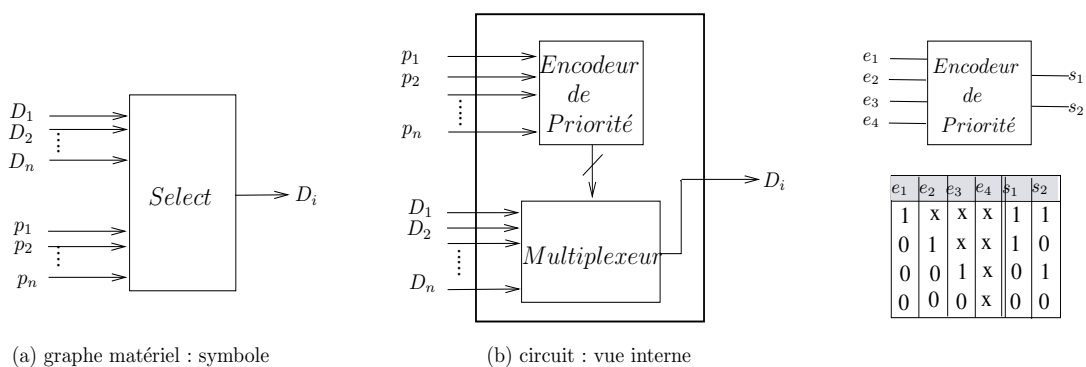 D1
D2
Dn
p1
p2
pn
Select
Di
(a) graphe matériel : symbole
p1
p2
pn
Encodeur
de
Priorité
D1
D2
Dn
Multiplexeur
Di
(b) circuit : vue interne
e1
e2
e3
e4
Encodeur
de
Priorité
s1
s2
e1 e2 e3 e4 s1 s2
1 x x x 1 1
0 1 x x 1 0
0 0 1 x 0 1
0 0 0 x 0 0